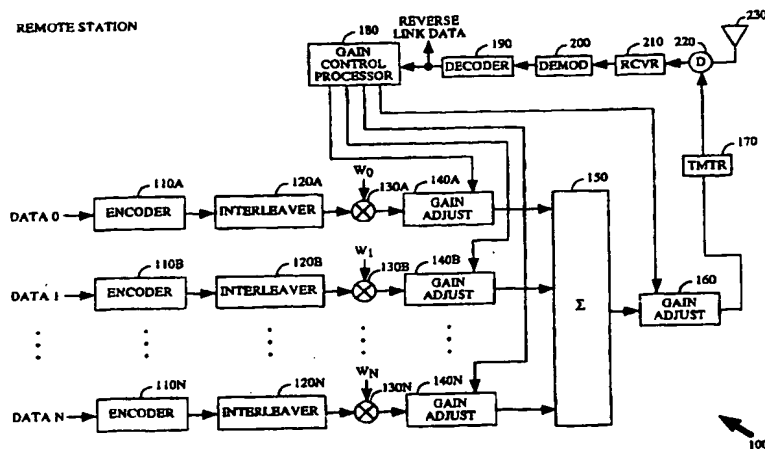 REMOTE STATION
REVERSE
LINK DATA
180
GAIN
CONTROL
PROCESSOR
190
DECODER
200
DEMOD
210
RCVR
220
D
230
170
TMTR
DATA 0
110A
ENCODER
120A
INTERLEAVER
W0
130A
140A
GAIN
ADJUST
150
Σ
DATA 1
110B
ENCODER
120B
INTERLEAVER
W1
130B
140B
GAIN
ADJUST
160
GAIN
ADJUST
DATA N
110N
ENCODER
120N
INTERLEAVER
WN
130N
140N
GAIN
ADJUST
100